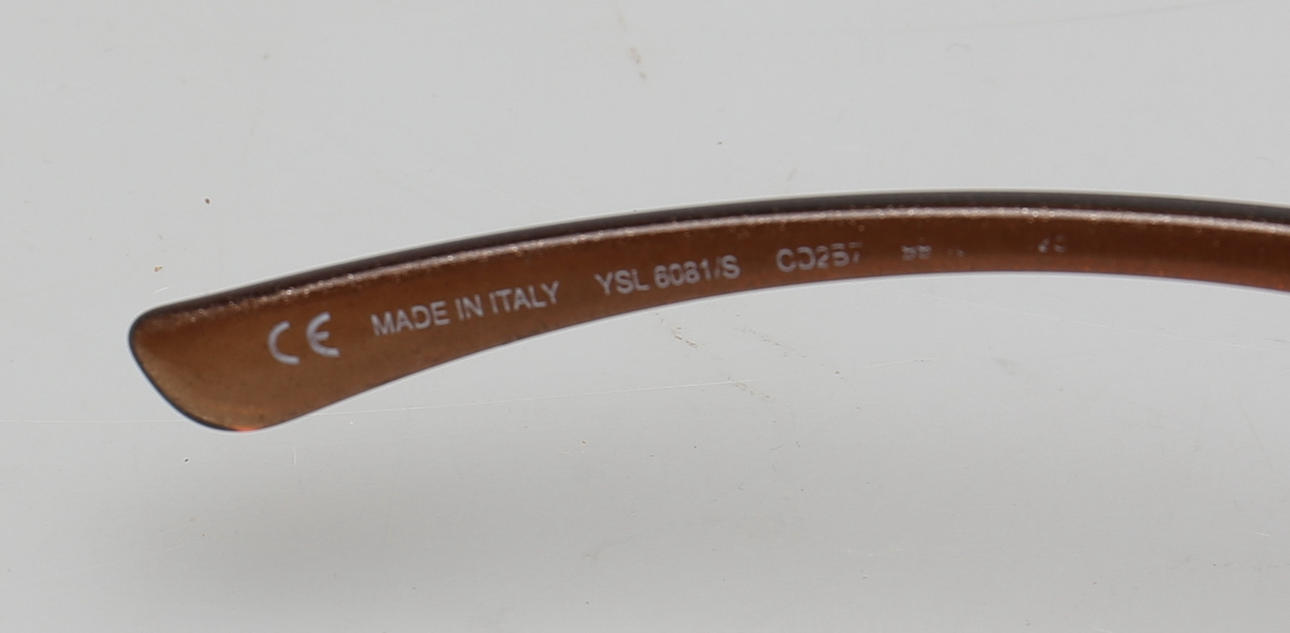 CE MADE IN ITALY YSL 6081/S